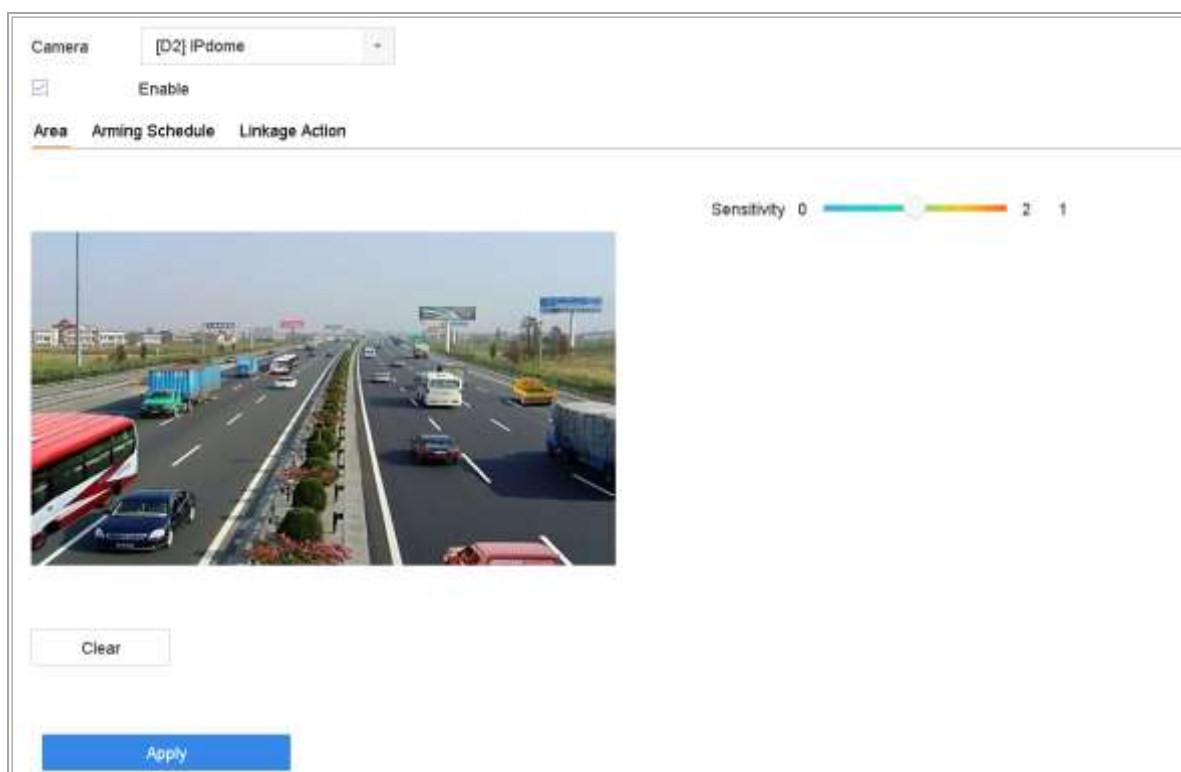 Camera [D2] IPdome
Enable
Area Arming Schedule Linkage Action
Sensitivity 0 2 1
Clear
Apply